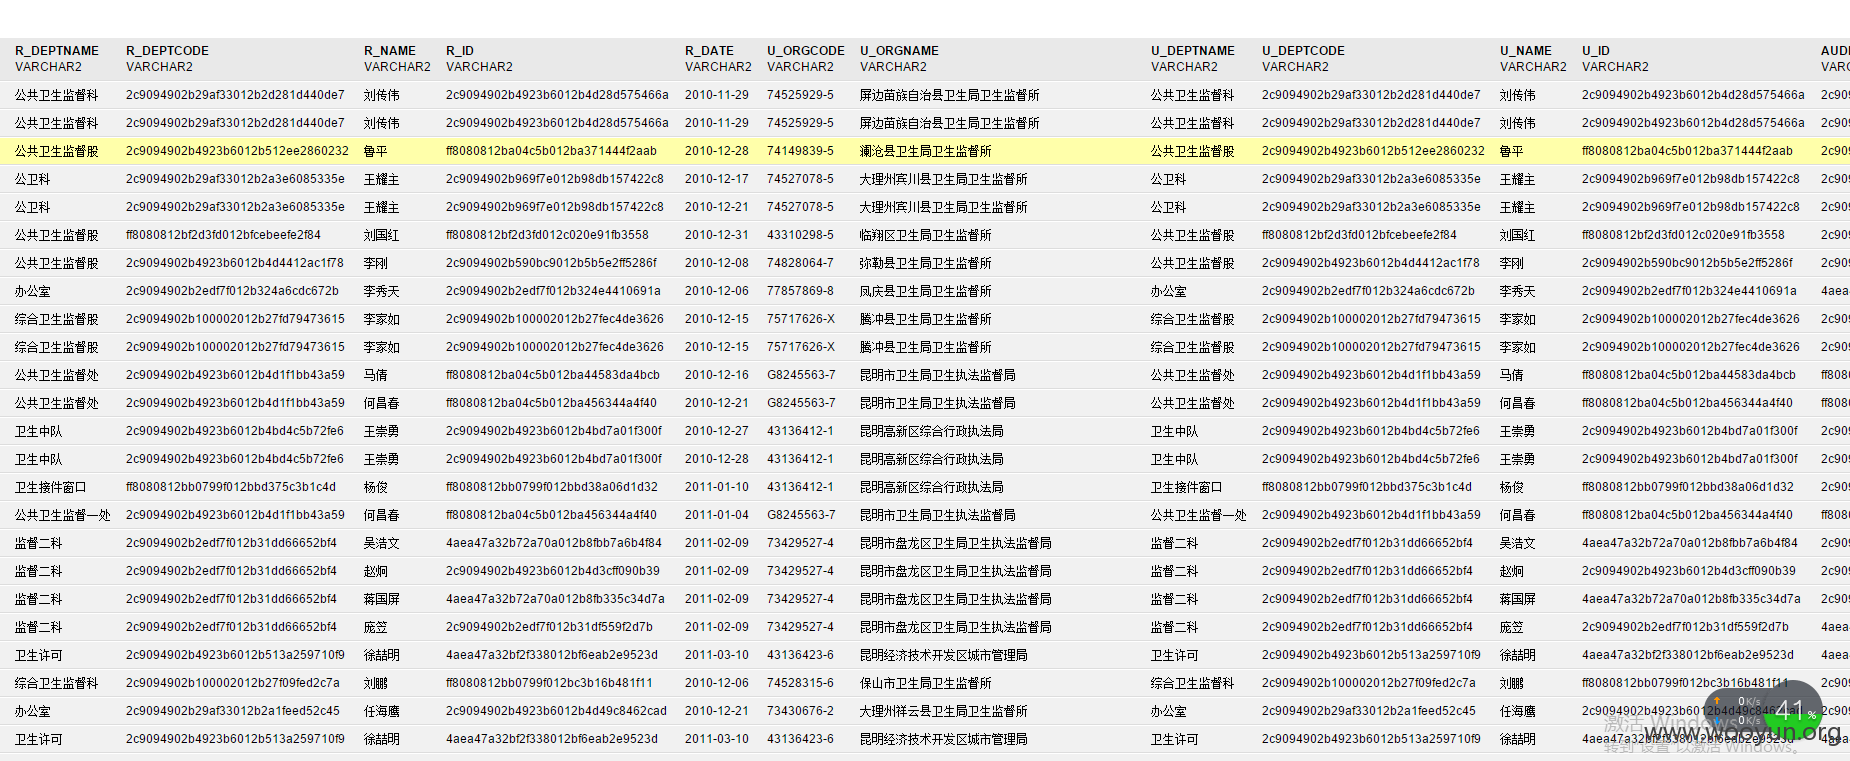 R_DEPTNAME R_DEPTCODE R_NAME R_ID R_DATE U_ORGCODE U_ORGNAME U_DEPTNAME U_DEPTCODE U_NAME U_ID AUDI
VARCHAR2 VARCHAR2 VARCHAR2 VARCHAR2 VARCHAR2 VARCHAR2 VARCHAR2 VARCHAR2 VARCHAR2 VARCHAR2 VARCHAR2 VARC
公共卫生监督科 2c9094902b29af33012b2d281d440de7 刘传伟 2c9094902b4923b6012b4d28d575466a 2010-11-29 74525929-5 屏边苗族自治县卫生局卫生监督所 公共卫生监督科 2c9094902b29af33012b2d281d440de7 刘传伟 2c9094902b4923b6012b4d28d575466a 2c909
公共卫生监督科 2c9094902b29af33012b2d281d440de7 刘传伟 2c9094902b4923b6012b4d28d575466a 2010-11-29 74525929-5 屏边苗族自治县卫生局卫生监督所 公共卫生监督科 2c9094902b29af33012b2d281d440de7 刘传伟 2c9094902b4923b6012b4d28d575466a 2c909
公共卫生监督股 2c9094902b4923b6012b512ee2860232 鲁平 ff8080812ba04c5b012ba371444f2aab 2010-12-28 74149839-5 澜沧县卫生局卫生监督所 公共卫生监督股 2c9094902b4923b6012b512ee2860232 鲁平 ff8080812ba04c5b012ba371444f2aab 2c909
公卫科 2c9094902b29af33012b2a3e6085335e 王耀主 2c9094902b969f7e012b98db157422c8 2010-12-17 74527078-5 大理州宾川县卫生局卫生监督所 公卫科 2c9094902b29af33012b2a3e6085335e 王耀主 2c9094902b969f7e012b98db157422c8 2c909
公卫科 2c9094902b29af33012b2a3e6085335e 王耀主 2c9094902b969f7e012b98db157422c8 2010-12-21 74527078-5 大理州宾川县卫生局卫生监督所 公卫科 2c9094902b29af33012b2a3e6085335e 王耀主 2c9094902b969f7e012b98db157422c8 2c909
公共卫生监督股 ff8080812bf2d3fd012bfcebeefe2f84 刘国红 ff8080812bf2d3fd012c020e91fb3558 2010-12-31 43310298-5 临翔区卫生局卫生监督所 公共卫生监督股 ff8080812bf2d3fd012bfcebeefe2f84 刘国红 ff8080812bf2d3fd012c020e91fb3558 2c909
公共卫生监督股 2c9094902b4923b6012b4d4412ac1f78 李刚 2c9094902b590bc9012b5b5e2ff5286f 2010-12-08 74828064-7 弥勒县卫生局卫生监督所 公共卫生监督股 2c9094902b4923b6012b4d4412ac1f78 李刚 2c9094902b590bc9012b5b5e2ff5286f 2c909
办公室 2c9094902b2edf7f012b324a6cdc672b 李秀天 2c9094902b2edf7f012b324e4410691a 2010-12-06 77857869-8 凤庆县卫生局卫生监督所 办公室 2c9094902b2edf7f012b324a6cdc672b 李秀天 2c9094902b2edf7f012b324e4410691a 4aea4
综合卫生监督股 2c9094902b100002012b27fd79473615 李家如 2c9094902b100002012b27fec4de3626 2010-12-15 75717626-X 腾冲县卫生局卫生监督所 综合卫生监督股 2c9094902b100002012b27fd79473615 李家如 2c9094902b100002012b27fec4de3626 2c909
综合卫生监督股 2c9094902b100002012b27fd79473615 李家如 2c9094902b100002012b27fec4de3626 2010-12-15 75717626-X 腾冲县卫生局卫生监督所 综合卫生监督股 2c9094902b100002012b27fd79473615 李家如 2c9094902b100002012b27fec4de3626 2c909
公共卫生监督处 2c9094902b4923b6012b4d1f1bb43a59 马倩 ff8080812ba04c5b012ba44583da4bcb 2010-12-16 G8245563-7 昆明市卫生局卫生执法监督局 公共卫生监督处 2c9094902b4923b6012b4d1f1bb43a59 马倩 ff8080812ba04c5b012ba44583da4bcb ff808
公共卫生监督处 2c9094902b4923b6012b4d1f1bb43a59 何昌春 ff8080812ba04c5b012ba456344a4f40 2010-12-21 G8245563-7 昆明市卫生局卫生执法监督局 公共卫生监督处 2c9094902b4923b6012b4d1f1bb43a59 何昌春 ff8080812ba04c5b012ba456344a4f40 ff808
卫生中队 2c9094902b4923b6012b4bd4c5b72fe6 王崇勇 2c9094902b4923b6012b4bd7a01f300f 2010-12-27 43136412-1 昆明高新区综合行政执法局 卫生中队 2c9094902b4923b6012b4bd4c5b72fe6 王崇勇 2c9094902b4923b6012b4bd7a01f300f 2c909
卫生中队 2c9094902b4923b6012b4bd4c5b72fe6 王崇勇 2c9094902b4923b6012b4bd7a01f300f 2010-12-28 43136412-1 昆明高新区综合行政执法局 卫生中队 2c9094902b4923b6012b4bd4c5b72fe6 王崇勇 2c9094902b4923b6012b4bd7a01f300f 2c909
卫生接件窗口 ff8080812bb0799f012bbd375c3b1c4d 杨俊 ff8080812bb0799f012bbd38a06d1d32 2011-01-10 43136412-1 昆明高新区综合行政执法局 卫生接件窗口 ff8080812bb0799f012bbd375c3b1c4d 杨俊 ff8080812bb0799f012bbd38a06d1d32 2c909
公共卫生监督一处 2c9094902b4923b6012b4d1f1bb43a59 何昌春 ff8080812ba04c5b012ba456344a4f40 2011-01-04 G8245563-7 昆明市卫生局卫生执法监督局 公共卫生监督一处 2c9094902b4923b6012b4d1f1bb43a59 何昌春 ff8080812ba04c5b012ba456344a4f40 ff808
监督二科 2c9094902b2edf7f012b31dd66652bf4 吴洁文 4aea47a32b72a70a012b8fbb7a6b4f84 2011-02-09 73429527-4 昆明市盘龙区卫生局卫生执法监督局 监督二科 2c9094902b2edf7f012b31dd66652bf4 吴洁文 4aea47a32b72a70a012b8fbb7a6b4f84 2c909
监督二科 2c9094902b2edf7f012b31dd66652bf4 赵炯 2c9094902b4923b6012b4d3cff090b39 2011-02-09 73429527-4 昆明市盘龙区卫生局卫生执法监督局 监督二科 2c9094902b2edf7f012b31dd66652bf4 赵炯 2c9094902b4923b6012b4d3cff090b39 2c909
监督二科 2c9094902b2edf7f012b31dd66652bf4 蒋国屏 4aea47a32b72a70a012b8fb335c34d7a 2011-02-09 73429527-4 昆明市盘龙区卫生局卫生执法监督局 监督二科 2c9094902b2edf7f012b31dd66652bf4 蒋国屏 4aea47a32b72a70a012b8fb335c34d7a 2c909
监督二科 2c9094902b2edf7f012b31dd66652bf4 庞笠 2c9094902b2edf7f012b31df559f2d7b 2011-02-09 73429527-4 昆明市盘龙区卫生局卫生执法监督局 监督二科 2c9094902b2edf7f012b31dd66652bf4 庞笠 2c9094902b2edf7f012b31df559f2d7b 4aea4
卫生许可 2c9094902b4923b6012b513a259710f9 徐喆明 4aea47a32bf2f338012bf6eab2e9523d 2011-03-10 43136423-6 昆明经济技术开发区城市管理局 卫生许可 2c9094902b4923b6012b513a259710f9 徐喆明 4aea47a32bf2f338012bf6eab2e9523d 4aea4
综合卫生监督科 2c9094902b100002012b27f09fed2c7a 刘鹏 ff8080812bb0799f012bc3b16b481f11 2010-12-06 74528315-6 保山市卫生局卫生监督所 综合卫生监督科 2c9094902b100002012b27f09fed2c7a 刘鹏 ff8080812bb0799f012bc3b16b481f11 2c909
办公室 2c9094902b29af33012b2a1feed52c45 任海鹰 2c9094902b4923b6012b4d49c8462cad 2010-12-21 73430676-2 大理州祥云县卫生局卫生监督所 办公室 2c9094902b29af33012b2a1feed52c45 任海鹰 2c9094902b4923b6012b4d49c8462cad 2c909
卫生许可 2c9094902b4923b6012b513a259710f9 徐喆明 4aea47a32bf2f338012bf6eab2e9523d 2011-03-10 43136423-6 昆明经济技术开发区城市管理局 卫生许可 2c9094902b4923b6012b513a259710f9 徐喆明 4aea47a32bf2f338012bf6eab2e9523d 4aea4
0K/s
0K/s
41%
激活 Windows
转到"设置"以激活 Windows。
www.wooyun.org